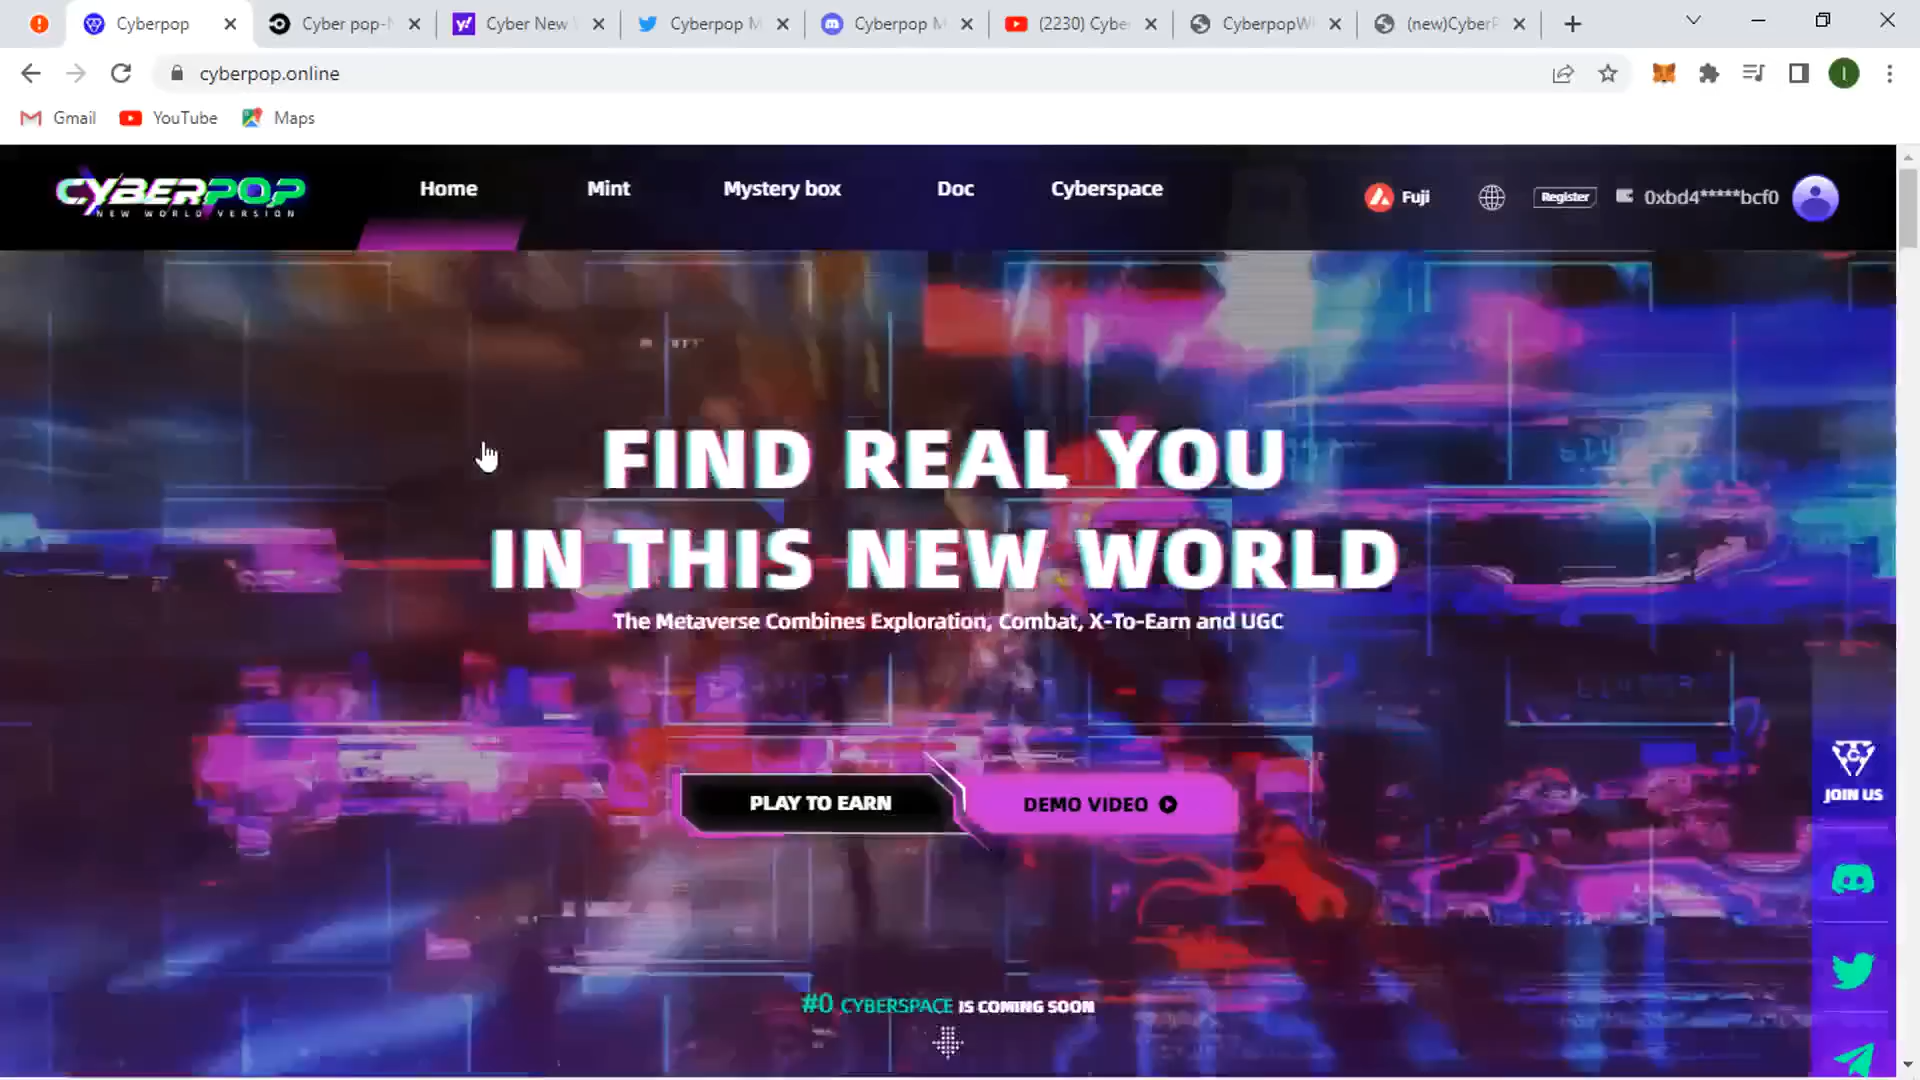 Cyberpop
Cyber pop-
Cyber New
Cyberpop M
Cyberpop M
(2230) Cybe
CyberpopW
(new)CyberP
cyberpop.online
I
Gmail
YouTube
Maps
CYBERPOP
NEW WORLD VERSION
Home
Mint
Mystery box
Doc
Cyberspace
Fuji
Register
0xbd4*****bcf0
FIND REAL YOU
IN THIS NEW WORLD
The Metaverse Combines Exploration, Combat, X-To-Earn and UGC
PLAY TO EARN
DEMO VIDEO
JOIN US
#0 CYBERSPACE IS COMING SOON